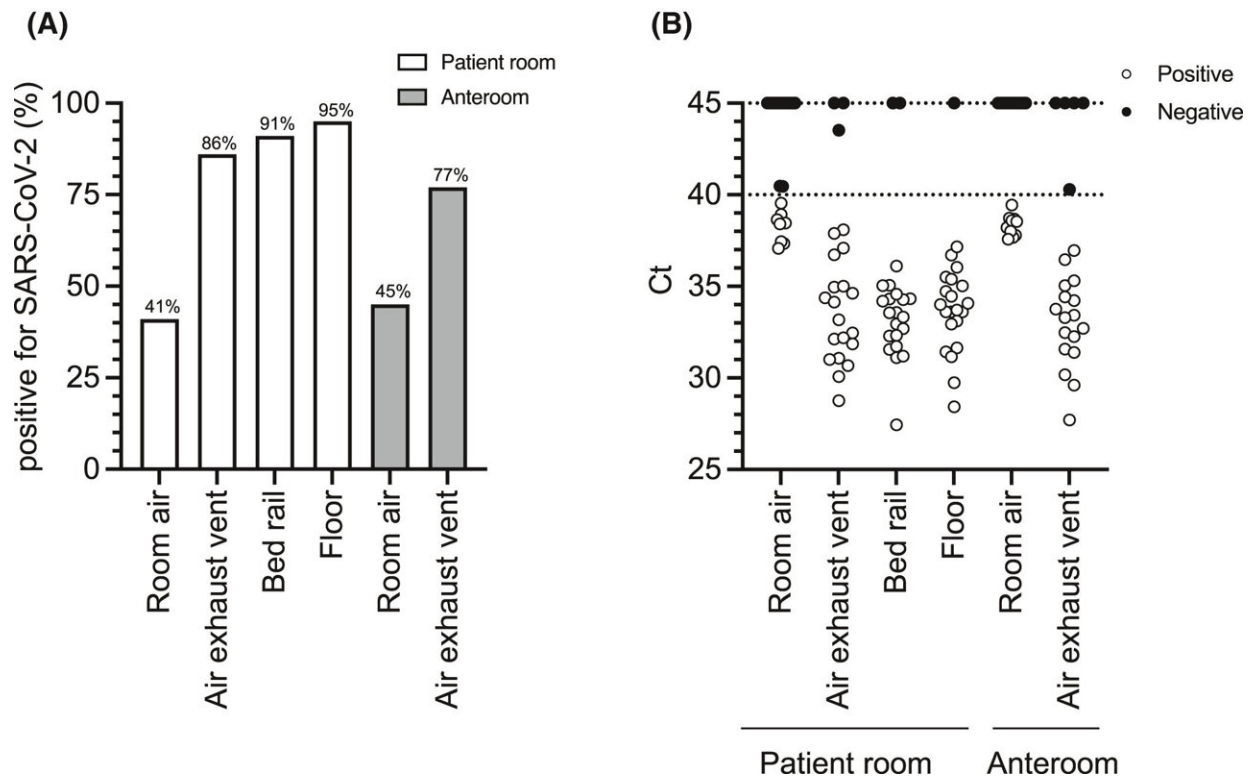 (A)
Patient room
Anteroom
positive for SARS-CoV-2 (%)
100
75
50
25
0
41%
86%
91%
95%
45%
77%
Room air
Air exhaust vent
Bed rail
Floor
Room air
Air exhaust vent
(B)
Positive
Negative
Ct
45
40
35
30
25
Room air
Air exhaust vent
Bed rail
Floor
Room air
Air exhaust vent
Patient room
Anteroom